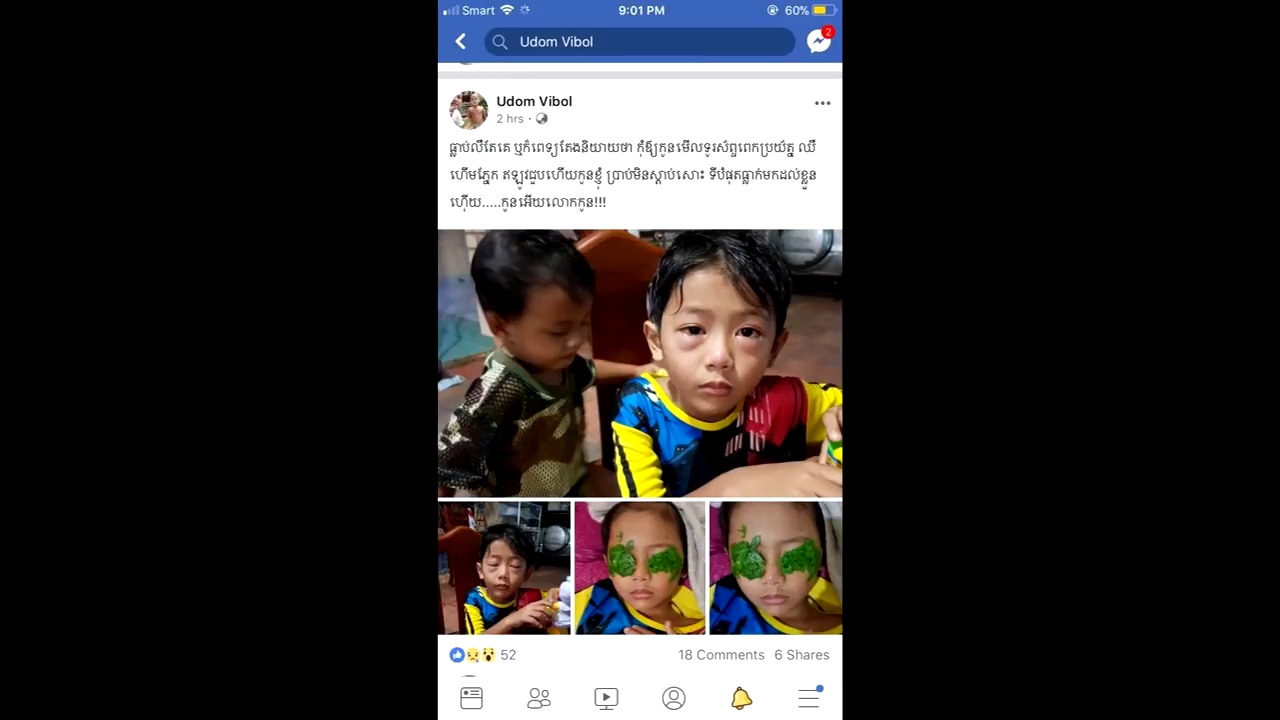 Smart 9:01 PM 60%
Udom Vibol 2
Udom Vibol
2 hrs ·
ធ្លាប់លឺតែគេ ឬក៏ពេទ្យតែងនិយាយថា កុំឱ្យកូនមើលទូរស័ព្ទពេកប្រយ័ត្ន ឈឺ
ហើមភ្នែក ឥឡូវជួបហើយកូនខ្ញុំ ប្រាប់មិនស្តាប់សោះ ទីបំផុតធ្លាក់មកដល់ខ្លួន
ហ៊ើយ.....កូនអើយលោកកូន!!!
52 18 Comments 6 Shares